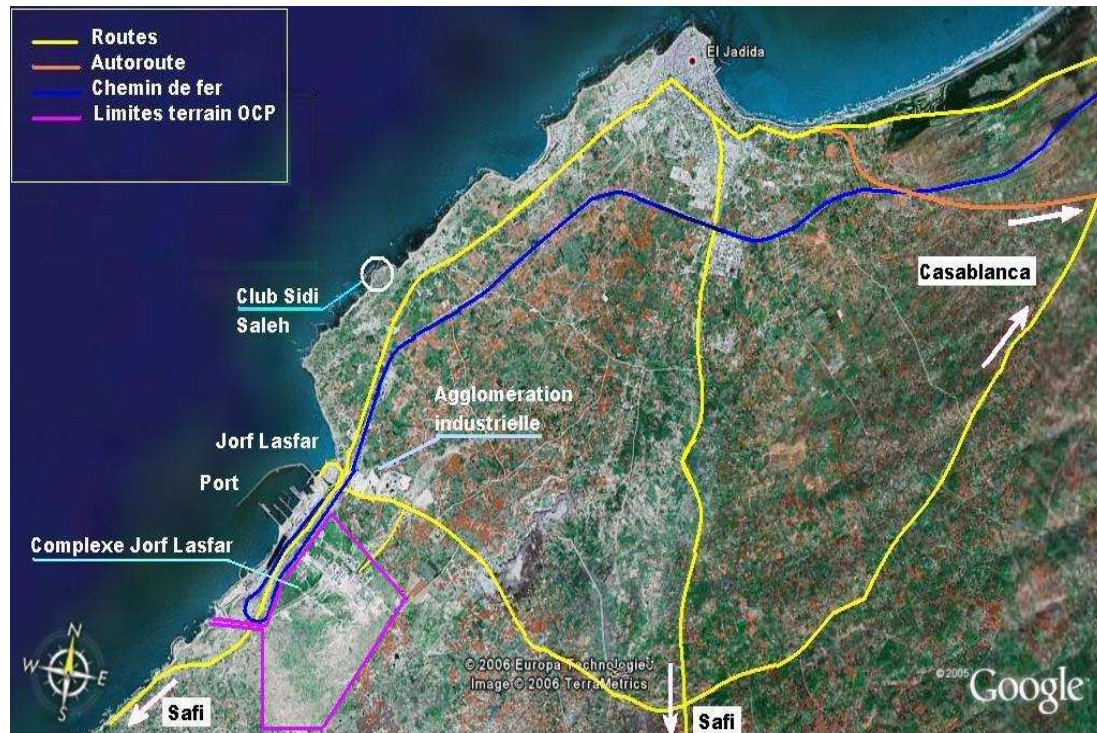 Routes
Autoroute
Chemin de fer
Limites terrain OCP
El Jadida
Casablanca
Club Sidi
Saleh
Agglomération
industrielle
Jorf Lasfar
Port
Complexe Jorf Lasfar
N
W
E
S
Safi
© 2006 Europa Technologies
Image © 2006 TerraMetrics
Safi
© 2005 Google